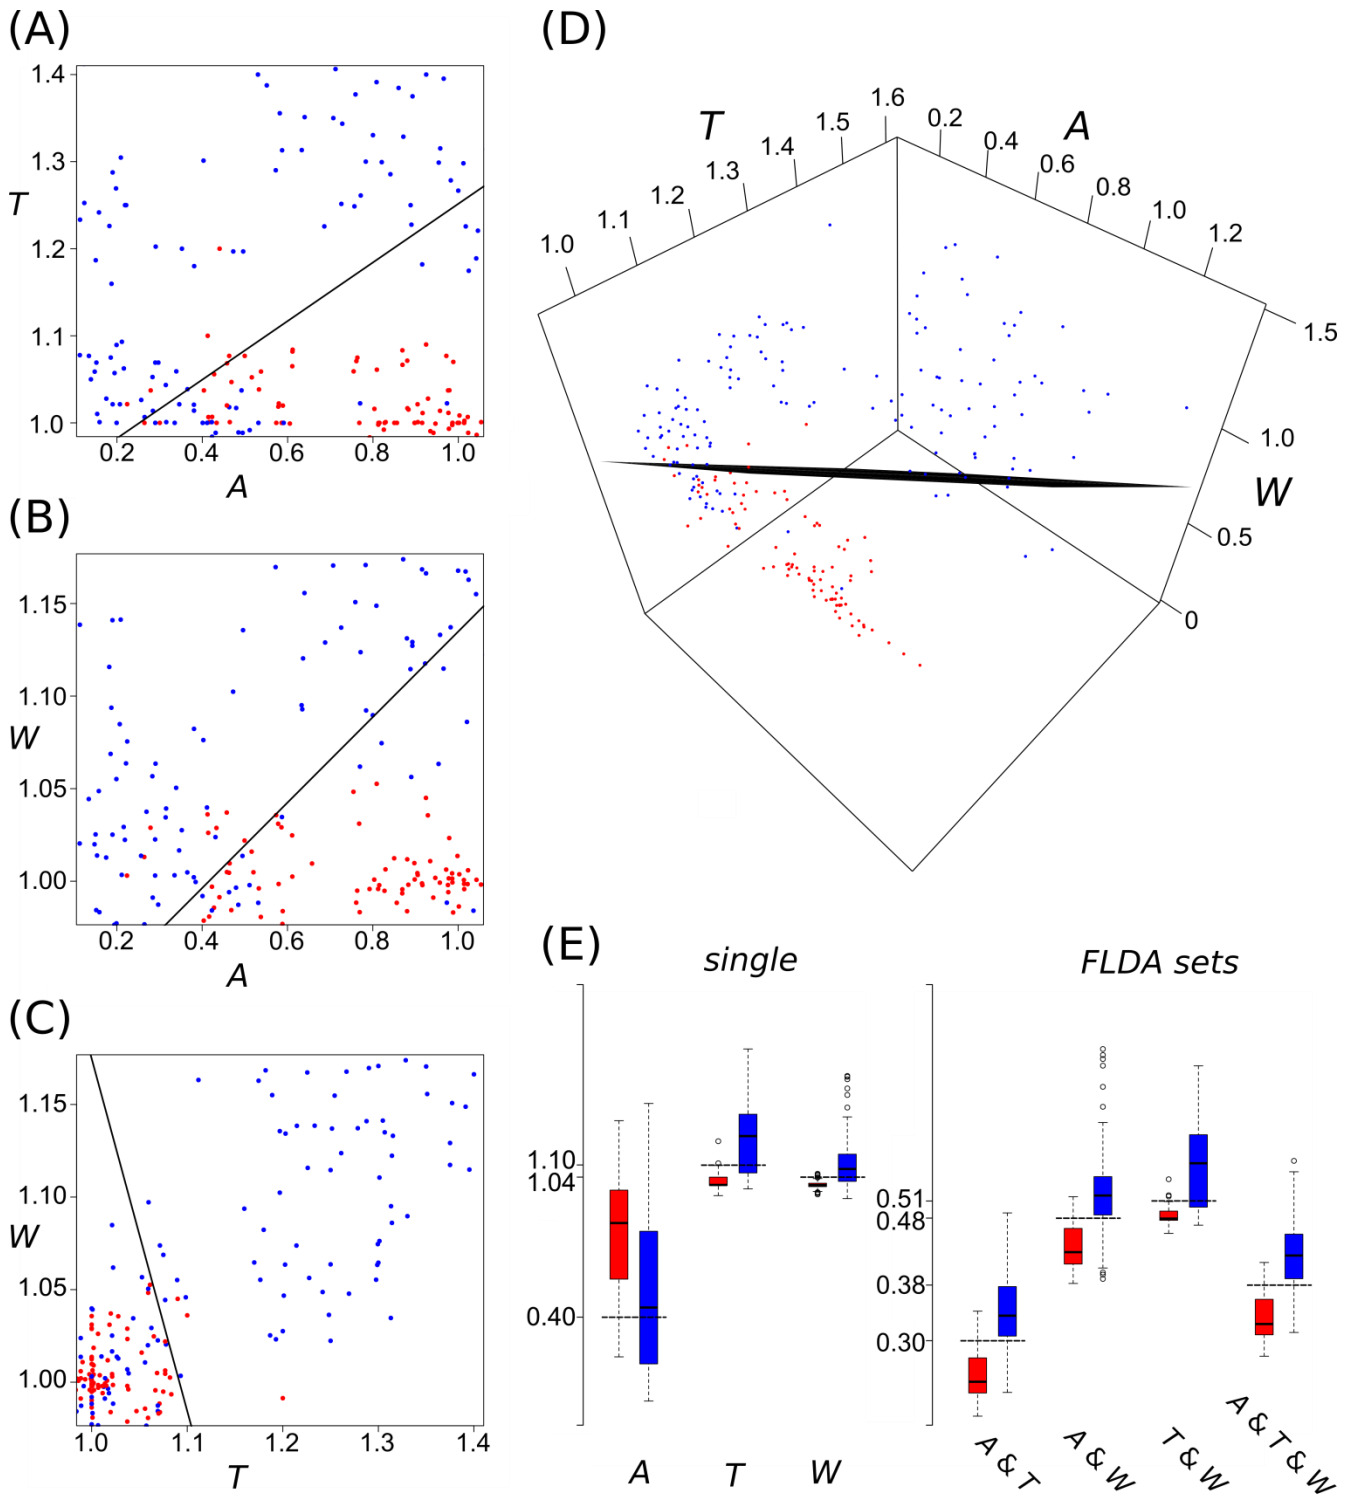 (A)
1.4
1.3
T
1.2
1.1
1.0
0.2 0.4 0.6 0.8 1.0
A
(B)
1.15
1.10
W
1.05
1.00
0.2 0.4 0.6 0.8 1.0
A
(C)
1.15
1.10
W
1.05
1.00
1.0 1.1 1.2 1.3 1.4
T
(D)
T
A
1.0 1.1 1.2 1.3 1.4 1.5 1.6
0.2 0.4 0.6 0.8 1.0 1.2
1.5
1.0
W
0.5
0
(E)
single
1.10
1.04
0.40
A T W
FLDA sets
0.51
0.48
0.38
0.30
A & T
A & W
T & W
A & T & W